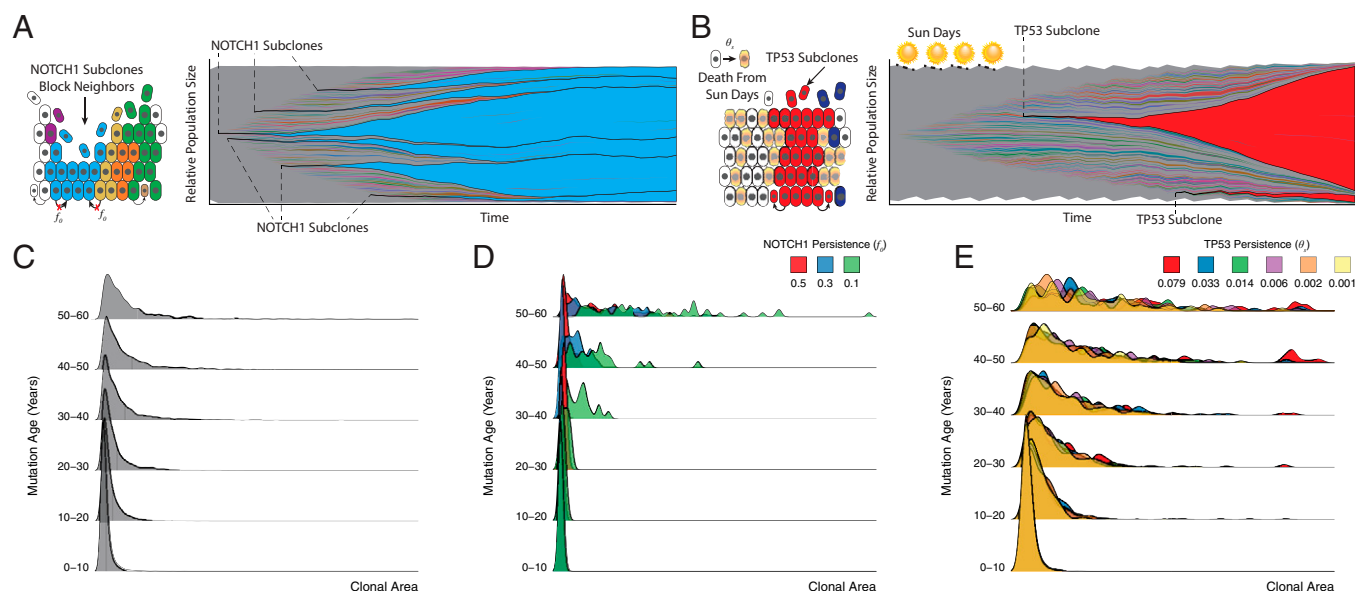 A
NOTCH1 Subclones
NOTCH1 Subclones
Block Neighbors
f₀
f₀
Relative Population Size
Time
NOTCH1 Subclones
B
θₛ
Death From
Sun Days
TP53 Subclones
Sun Days
TP53 Subclone
Relative Population Size
Time
TP53 Subclone
C
Mutation Age (Years)
50–60
40–50
30–40
20–30
10–20
0–10
Clonal Area
D
NOTCH1 Persistence (f₀)
0.5 0.3 0.1
Mutation Age (Years)
50–60
40–50
30–40
20–30
10–20
0–10
Clonal Area
E
TP53 Persistence (θₛ)
0.079 0.033 0.014 0.006 0.002 0.001
Mutation Age (Years)
50–60
40–50
30–40
20–30
10–20
0–10
Clonal Area